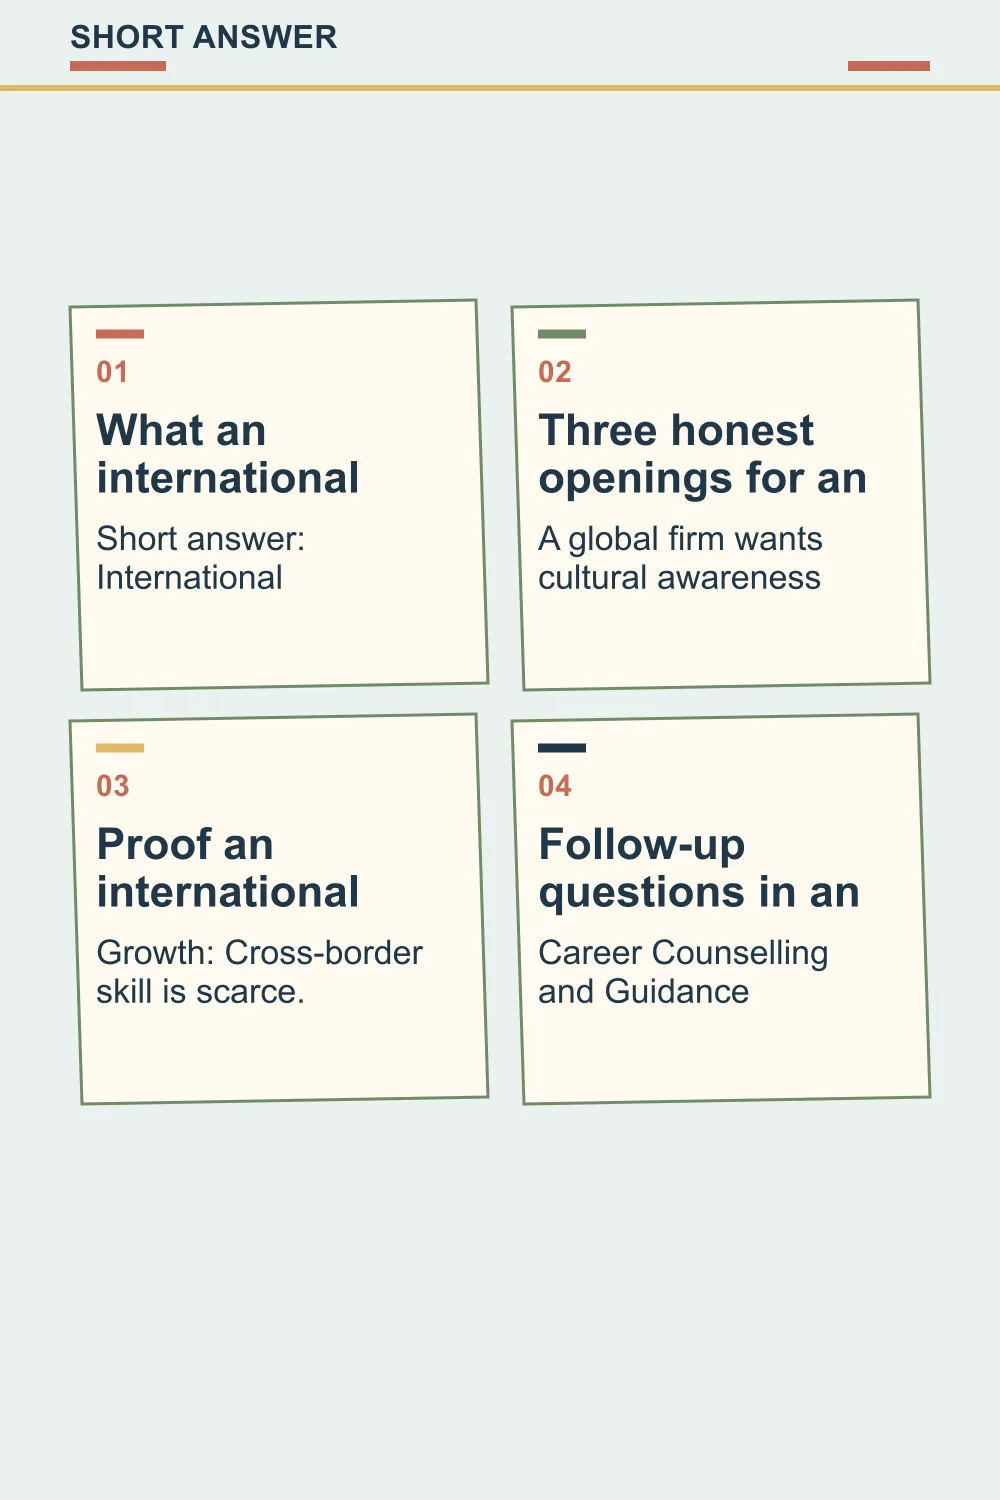 SHORT ANSWER
01
What an
international
Short answer:
International
02
Three honest
openings for an
A global firm wants
cultural awareness
03
Proof an
international
Growth: Cross-border
skill is scarce.
04
Follow-up
questions in an
Career Counselling
and Guidance